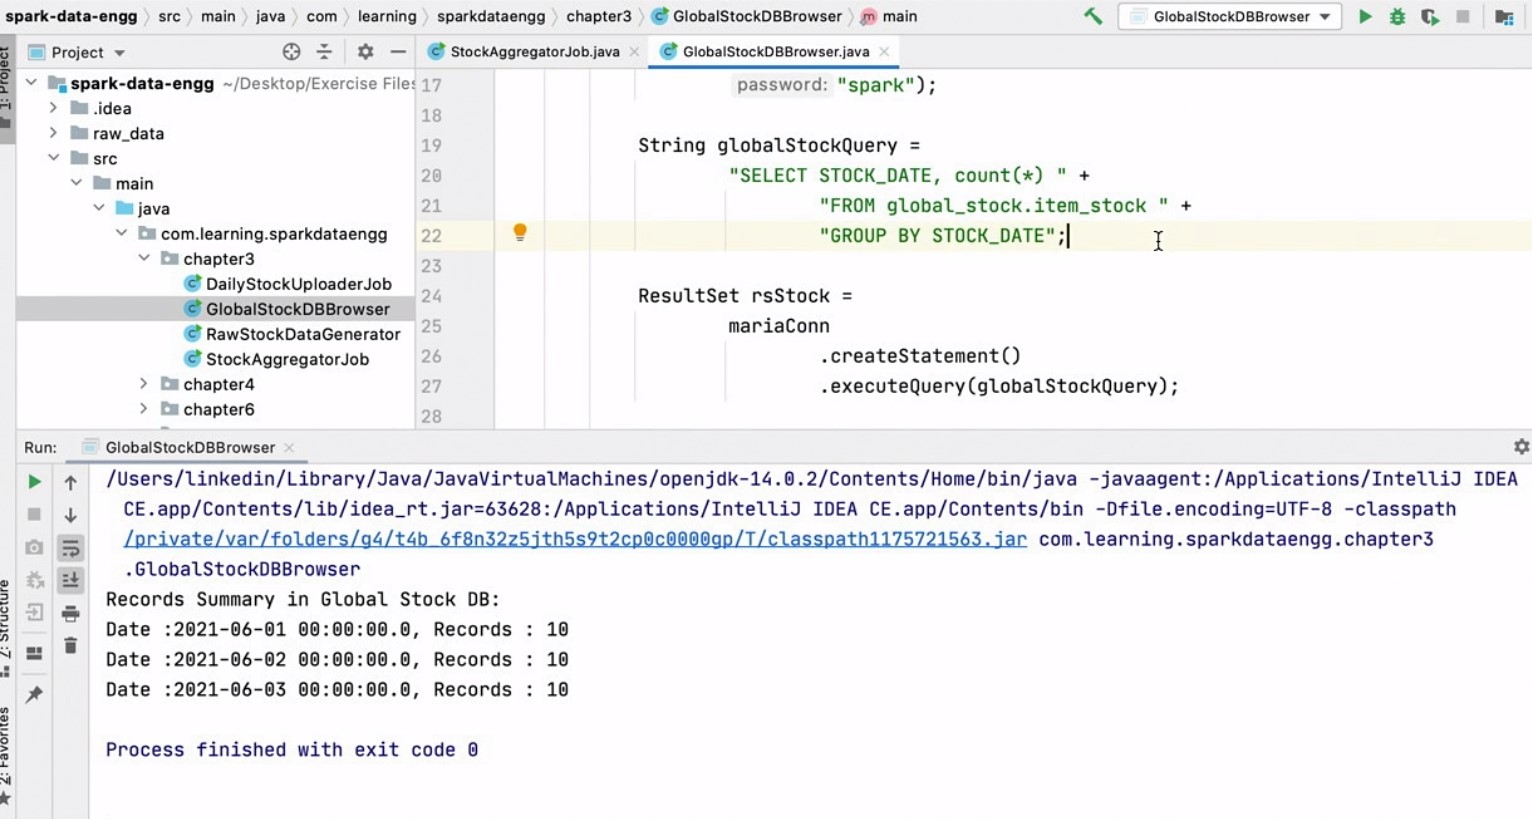 spark-data-engg src main java com learning sparkdataengg chapter3 GlobalStockDBBrowser main GlobalStockDBBrowser
1: Project
Project
StockAggregatorJob.java GlobalStockDBBrowser.java
spark-data-engg ~/Desktop/Exercise Files
.idea
raw_data
src
main
java
com.learning.sparkdataengg
chapter3
DailyStockUploaderJob
GlobalStockDBBrowser
RawStockDataGenerator
StockAggregatorJob
chapter4
chapter6
17 password: "spark");
18
19 String globalStockQuery =
20 "SELECT STOCK_DATE, count(*) " +
21 "FROM global_stock.item_stock " +
22 "GROUP BY STOCK_DATE";
23
24 ResultSet rsStock =
25 mariaConn
26 .createStatement()
27 .executeQuery(globalStockQuery);
28
Run: GlobalStockDBBrowser
/Users/linkedin/Library/Java/JavaVirtualMachines/openjdk-14.0.2/Contents/Home/bin/java -javaagent:/Applications/IntelliJ IDEA
CE.app/Contents/lib/idea_rt.jar=63628:/Applications/IntelliJ IDEA CE.app/Contents/bin -Dfile.encoding=UTF-8 -classpath
/private/var/folders/g4/t4b_6f8n32z5jth5s9t2cp0c0000gp/T/classpath1175721563.jar com.learning.sparkdataengg.chapter3
.GlobalStockDBBrowser
Records Summary in Global Stock DB:
Date :2021-06-01 00:00:00.0, Records : 10
Date :2021-06-02 00:00:00.0, Records : 10
Date :2021-06-03 00:00:00.0, Records : 10
Process finished with exit code 0
7: Structure
2: Favorites